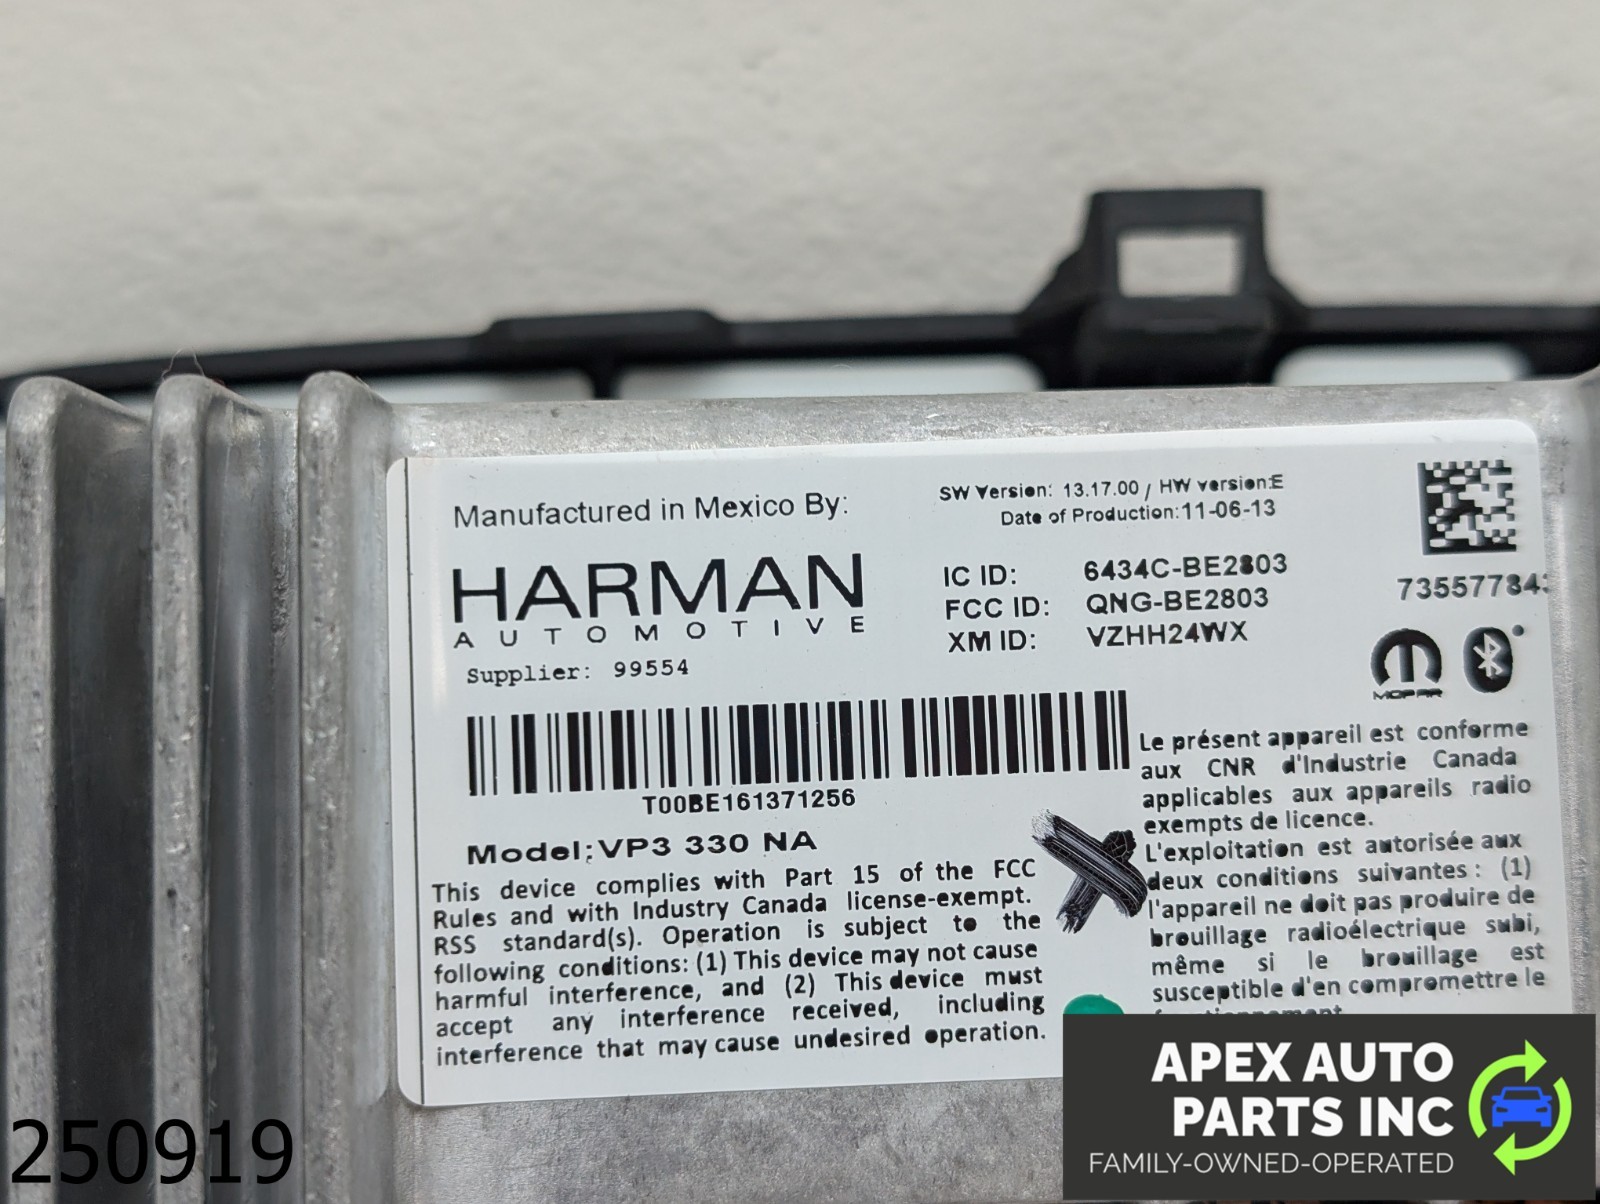 Manufactured in Mexico By:
HARMAN
AUTOMOTIVE
Supplier: 99554
SW Version: 13.17.00 / HW version:E
Date of Production:11-06-13
IC ID: 6434C-BE2803
FCC ID: QNG-BE2803
XM ID: VZHH24WX
73557784
MOPAR
T00BE161371256
Model:VP3 330 NA
This device complies with Part 15 of the FCC
Rules and with Industry Canada license-exempt.
RSS standard(s). Operation is subject to the
following conditions: (1) This device may not cause
harmful interference, and (2) This device must
accept any interference received, including
interference that may cause undesired operation.
Le présent appareil est conforme
aux CNR d'Industrie Canada
applicables aux appareils radio
exempts de licence.
L'exploitation est autorisée aux
deux conditions suivantes : (1)
l'appareil ne doit pas produire de
brouillage radioélectrique subi,
même si le brouillage est
susceptible d'en compromettre le
APEX AUTO
PARTS INC
FAMILY-OWNED-OPERATED
250919